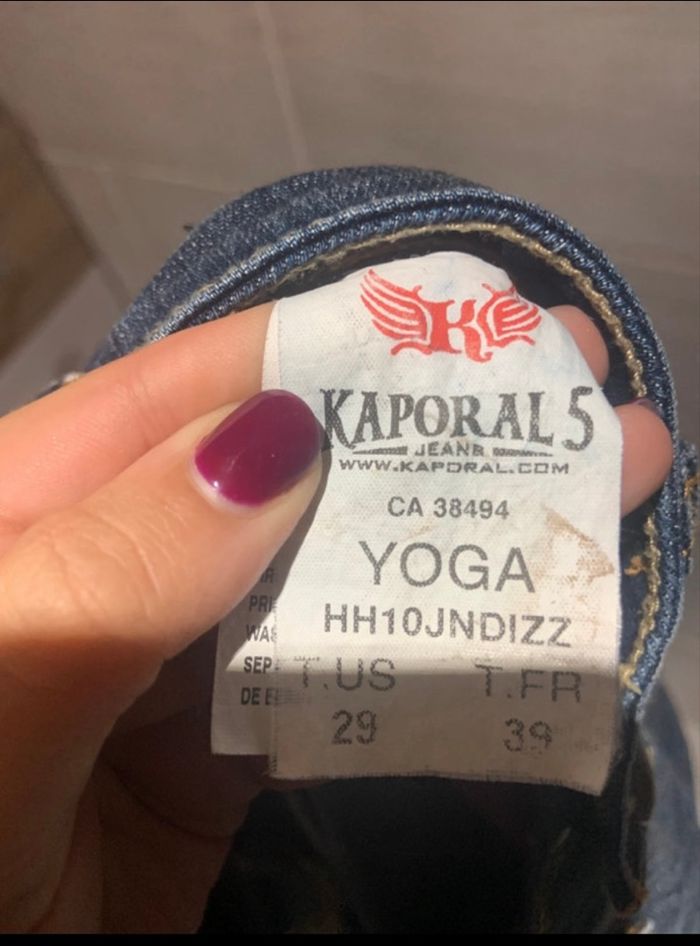 K
KAPORAL 5
JEANS
WWW.KAPORAL.COM
CA 38494
YOGA
HH10JNDIZZ
T.US T.FR
29 39